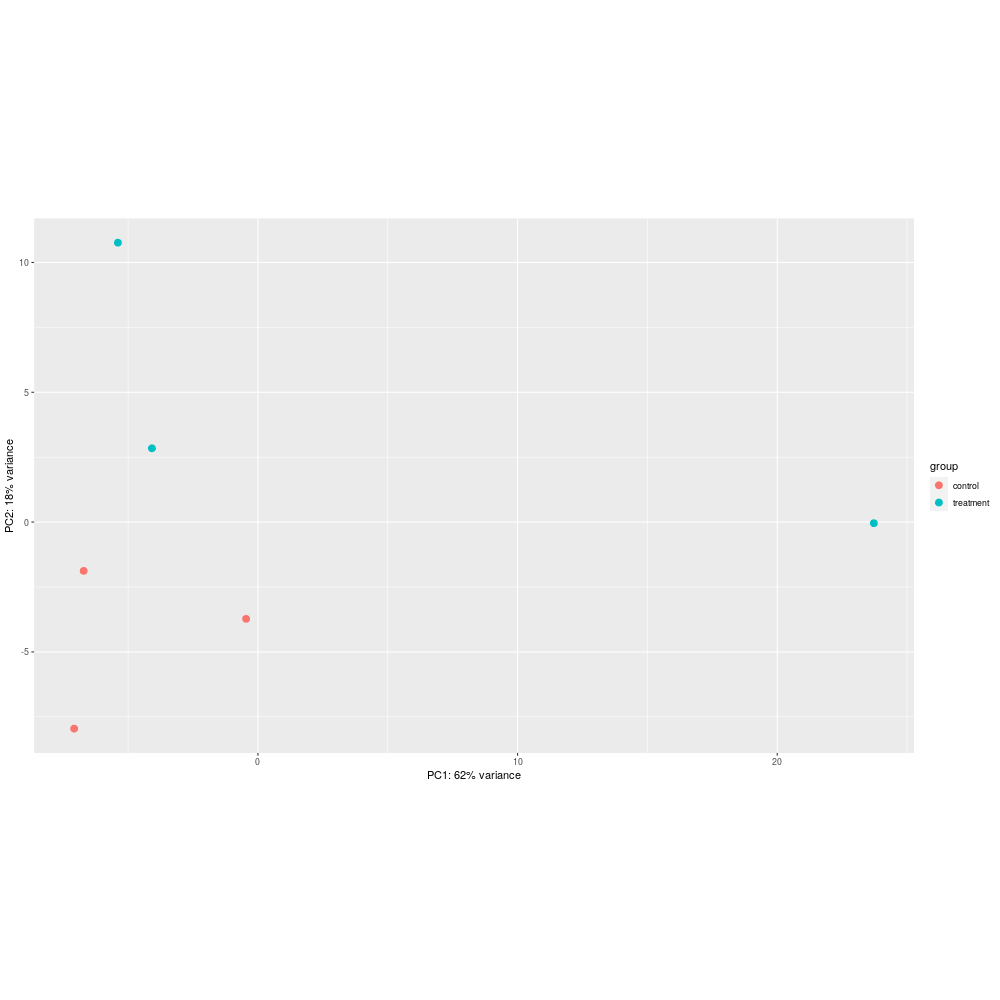 10
5
0
-5
0
10
20
PC1: 62% variance
PC2: 18% variance
group
control
treatment